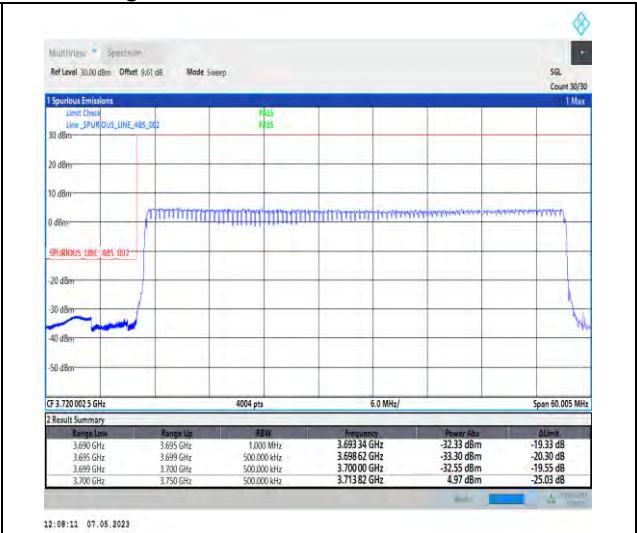 MultiView Spectrum
Ref Level 30.00 dBm Offset 9.61 dB Mode Sweep SGL
Count 30/30
1 Spurious Emissions 1 Max
Limit Check PASS
Line _SPURIOUS_LINE_ABS_002 PASS
30 dBm
20 dBm
10 dBm
0 dBm
_SPURIOUS_LINE_ABS_002
-20 dBm
-30 dBm
-40 dBm
-50 dBm
CF 3.720 002 5 GHz 4004 pts 6.0 MHz/ Span 60.005 MHz
2 Result Summary
Range Low Range Up RBW Frequency Power Abs ΔLimit
3.690 GHz 3.695 GHz 1.000 MHz 3.693 34 GHz -32.33 dBm -19.33 dB
3.695 GHz 3.699 GHz 500.000 kHz 3.698 62 GHz -33.30 dBm -20.30 dB
3.699 GHz 3.700 GHz 500.000 kHz 3.700 00 GHz -32.55 dBm -19.55 dB
3.700 GHz 3.750 GHz 500.000 kHz 3.713 82 GHz 4.97 dBm -25.03 dB
12:08:11 07.05.2023